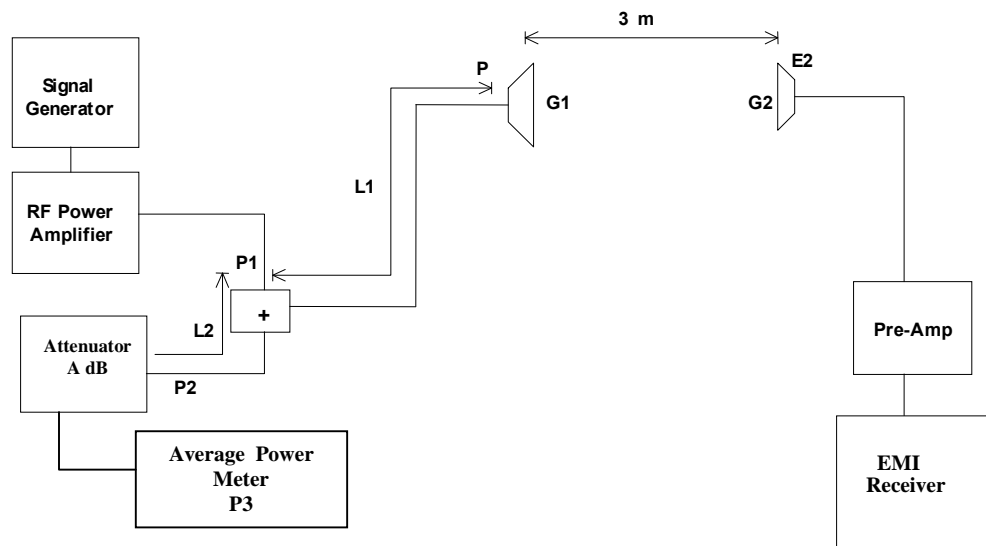 3 m
Signal
Generator
P
G1
E2
G2
L1
RF Power
Amplifier
P1
+
L2
Attenuator
A dB
P2
Pre-Amp
Average Power
Meter
P3
EMI
Receiver